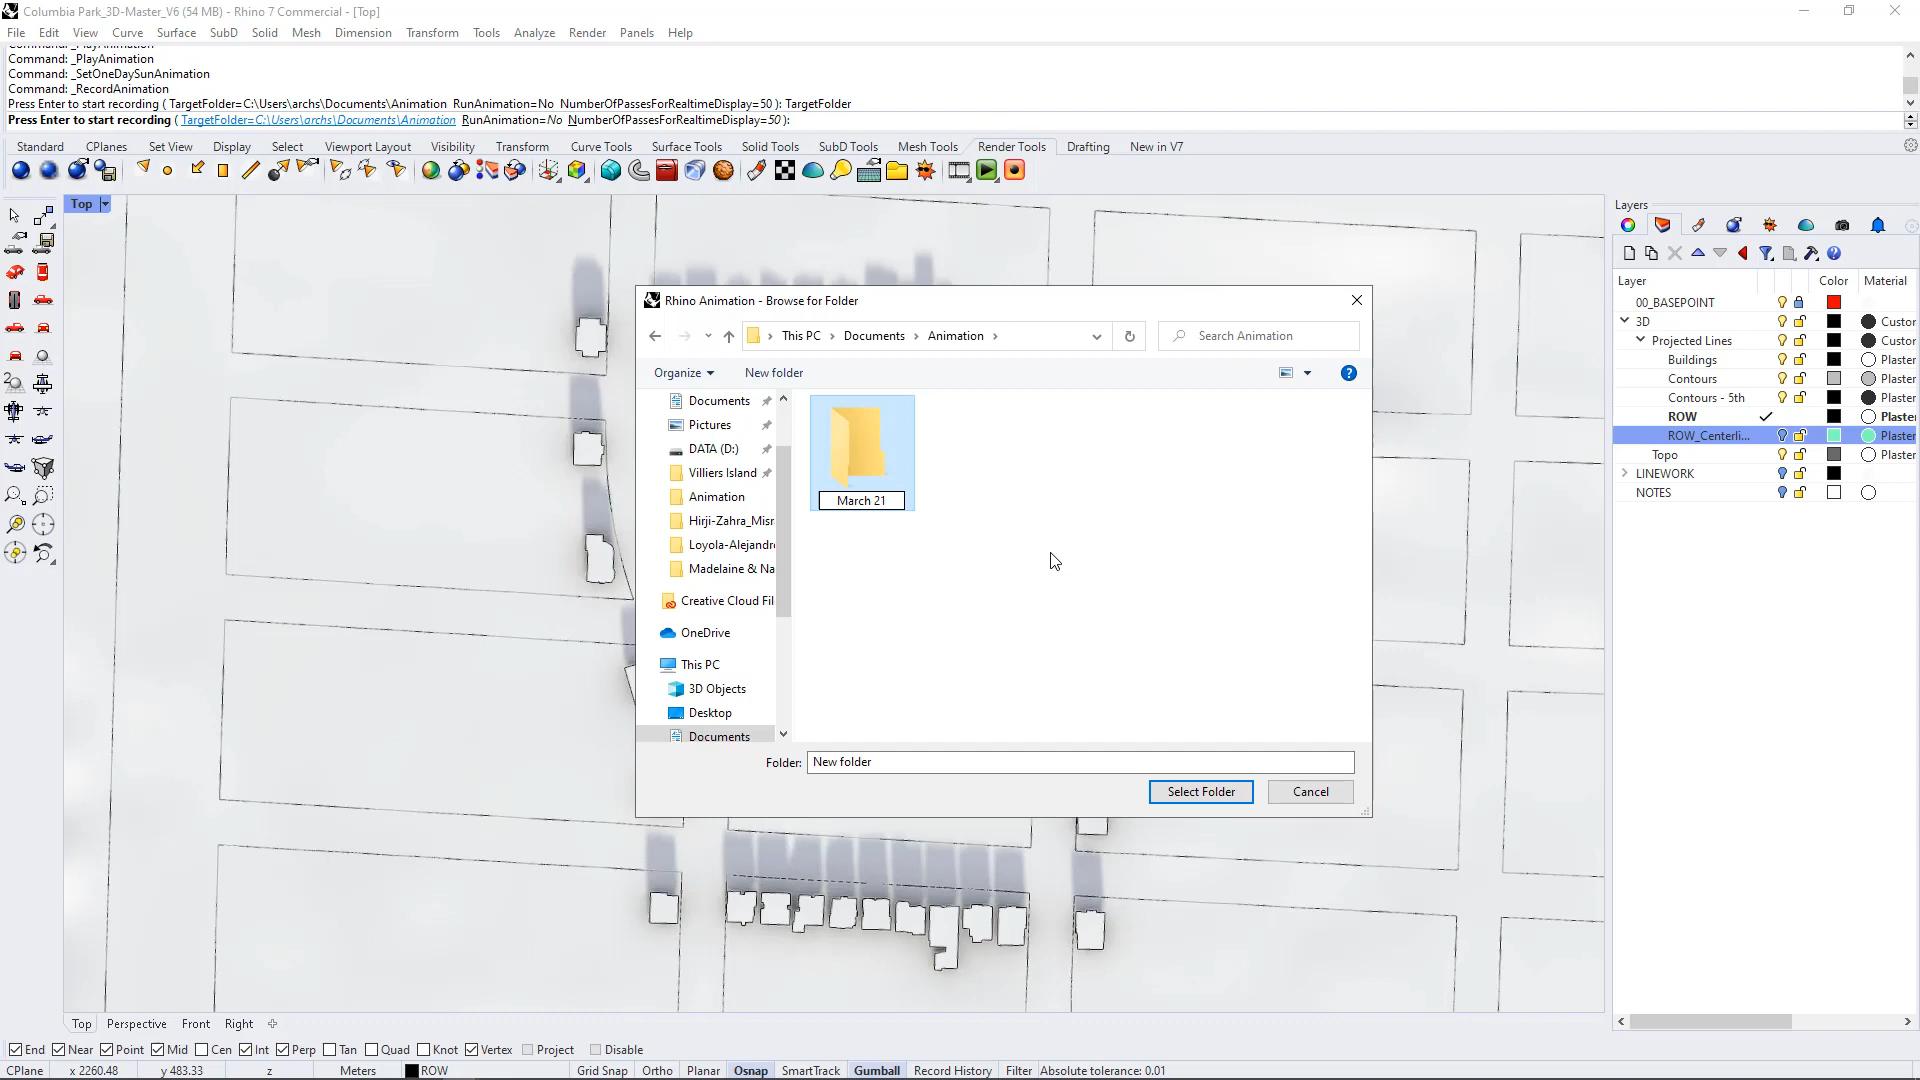 Columbia Park_3D-Master_V6 (54 MB) - Rhino 7 Commercial - [Top]
File Edit View Curve Surface SubD Solid Mesh Dimension Transform Tools Analyze Render Panels Help
Command: _PlayAnimation
Command: _SetOneDaySunAnimation
Command: _RecordAnimation
Press Enter to start recording ( TargetFolder=C:\Users\archs\Documents\Animation RunAnimation=No NumberOfPassesForRealtimeDisplay=50 ): TargetFolder
Press Enter to start recording ( TargetFolder=C:\Users\archs\Documents\Animation RunAnimation=No NumberOfPassesForRealtimeDisplay=50 ):
Standard CPlanes Set View Display Select Viewport Layout Visibility Transform Curve Tools Surface Tools Solid Tools SubD Tools Mesh Tools Render Tools Drafting New in V7
Top
Layers
Layer Color Material
00_BASEPOINT
3D Custor
Projected Lines Custor
Buildings Plaster
Contours Plaster
Contours - 5th Plaster
ROW Plaster
ROW_Centerli... Plaster
Topo Plaster
LINEWORK
NOTES
Rhino Animation - Browse for Folder
This PC Documents Animation
Search Animation
Organize New folder
Documents
Pictures
DATA (D:)
Villiers Island
Animation
Hirji-Zahra_Misr
Loyola-Alejandro
Madelaine & Na
Creative Cloud Fil
OneDrive
This PC
3D Objects
Desktop
Documents
March 21
Folder: New folder
Select Folder Cancel
Top Perspective Front Right
End Near Point Mid Cen Int Perp Tan Quad Knot Vertex Project Disable
CPlane x 2260.48 y 483.33 z Meters ROW Grid Snap Ortho Planar Osnap SmartTrack Gumball Record History Filter Absolute tolerance: 0.01